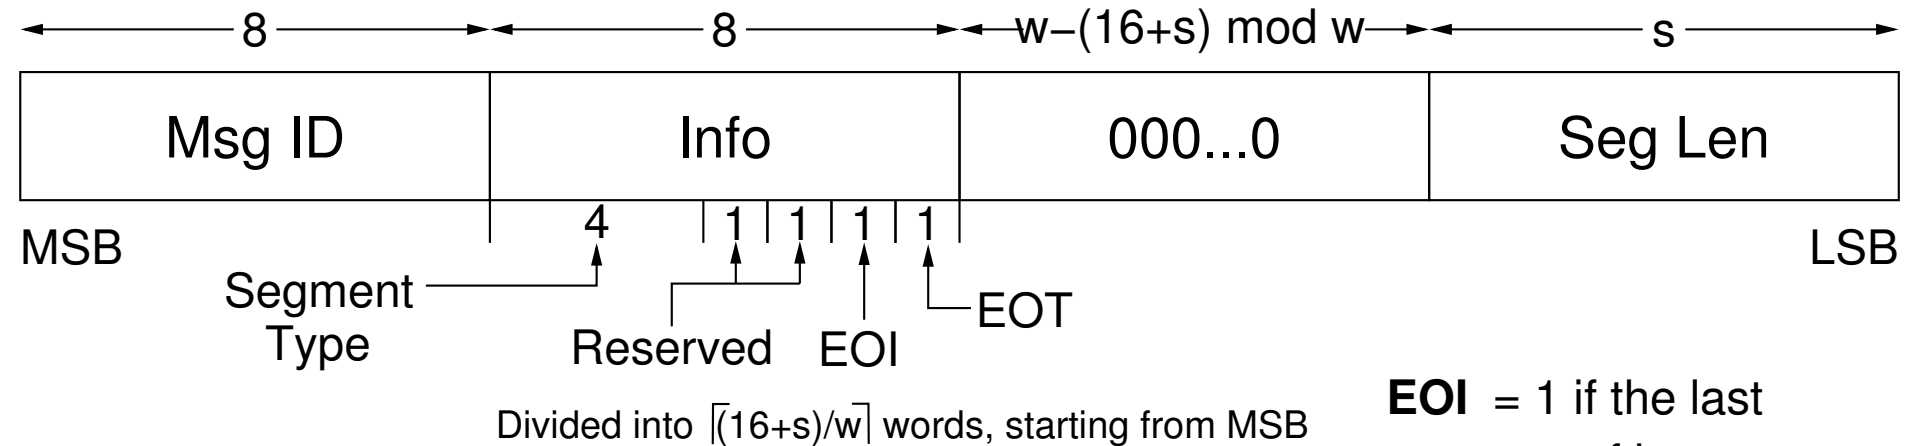 8 8 w−(16+s) mod w s
Msg ID Info 000...0 Seg Len
4 1 1 1 1
MSB LSB
Segment
Type
Reserved EOI EOT
Divided into ⌈(16+s)/w⌉ words, starting from MSB
EOI = 1 if the last